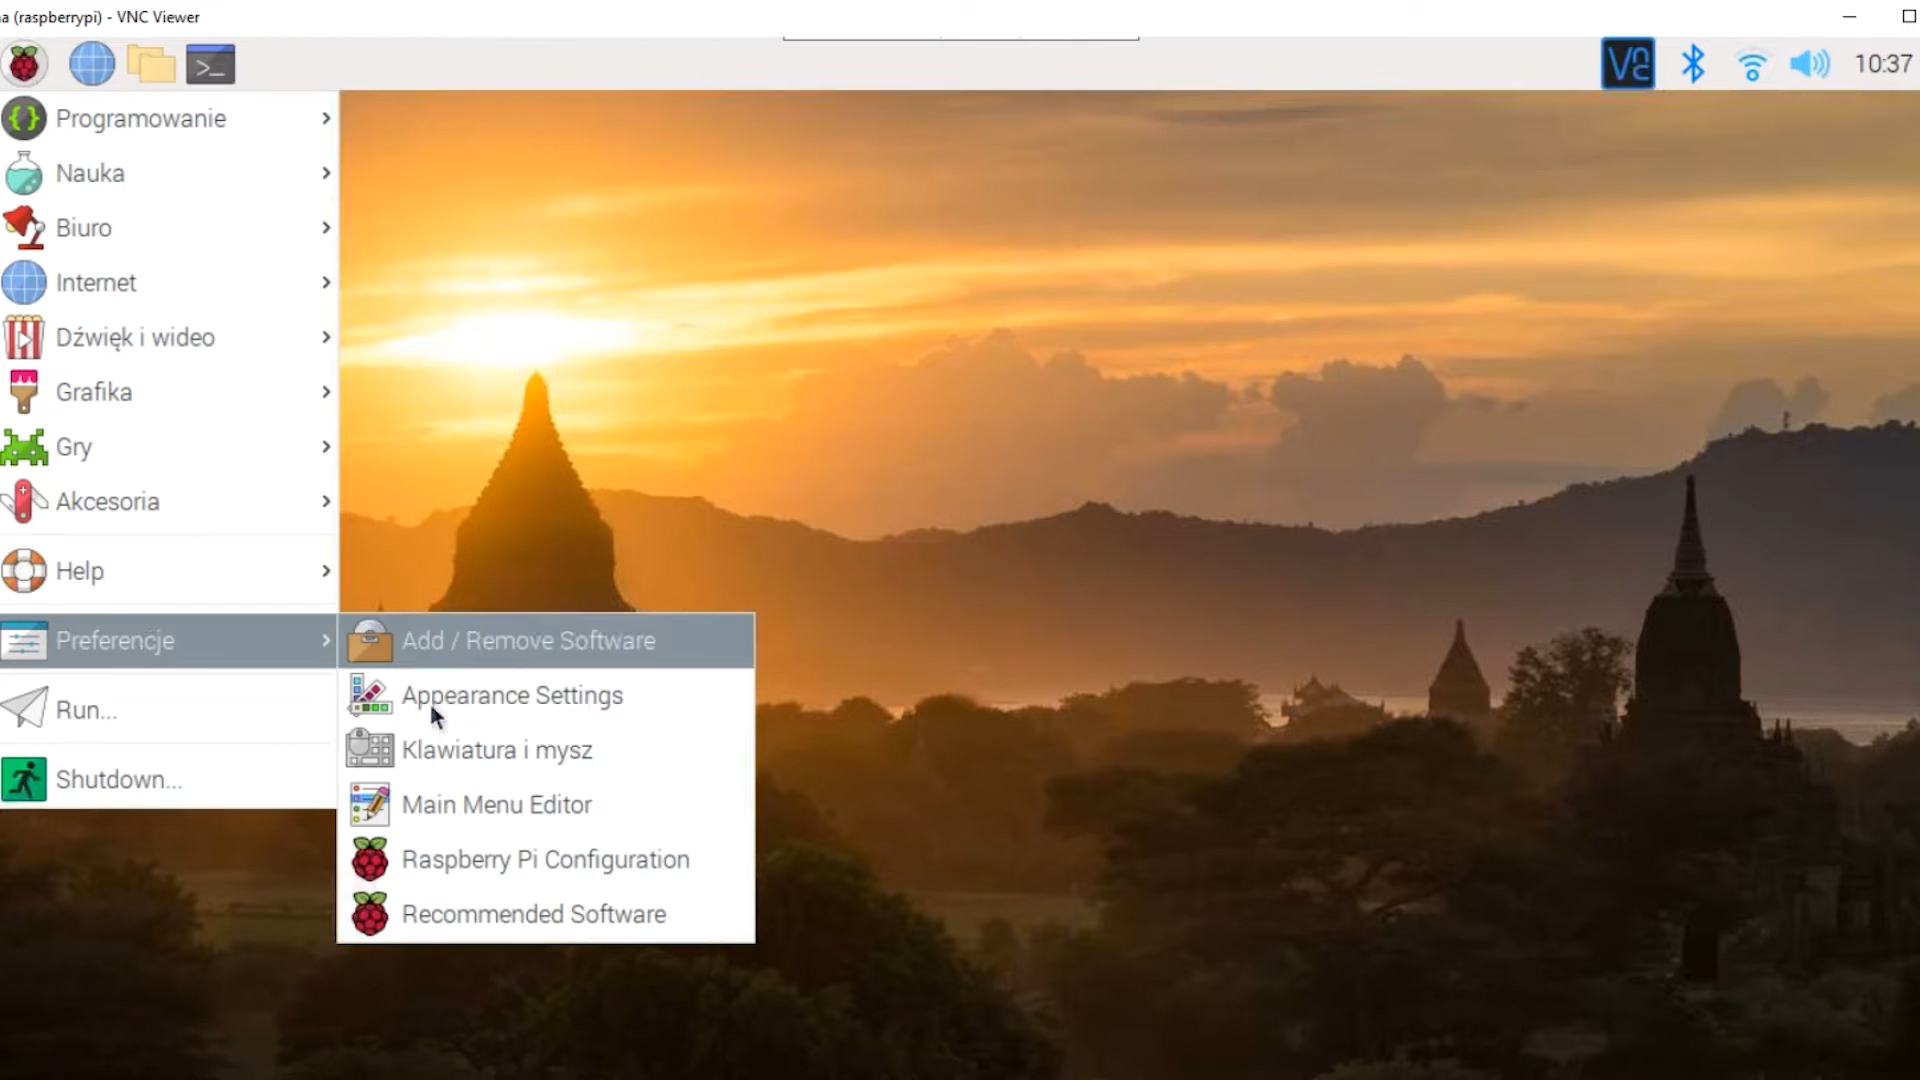 a (raspberrypi) - VNC Viewer
10:37
Programowanie
Nauka
Biuro
Internet
Dźwięk i wideo
Grafika
Gry
Akcesoria
Help
Preferencje
Run...
Shutdown...
Add / Remove Software
Appearance Settings
Klawiatura i mysz
Main Menu Editor
Raspberry Pi Configuration
Recommended Software